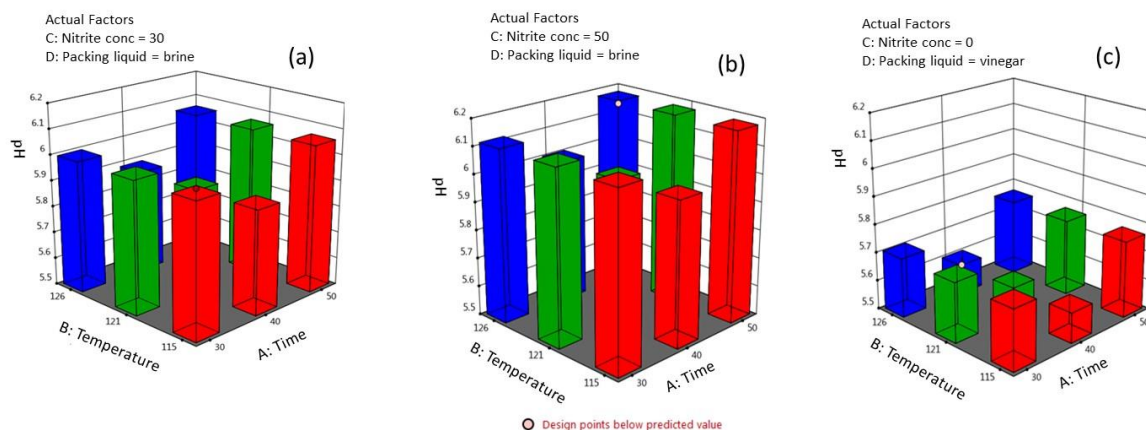 Actual Factors
C: Nitrite conc = 30
D: Packing liquid = brine
(a)
pH
6.2
6.1
6
5.9
5.8
5.7
5.6
5.5
126
121
115
B: Temperature
30
40
50
A: Time
Actual Factors
C: Nitrite conc = 50
D: Packing liquid = brine
(b)
pH
6.2
6.1
6
5.9
5.8
5.7
5.6
5.5
126
121
115
B: Temperature
30
40
50
A: Time
Design points below predicted value
Actual Factors
C: Nitrite conc = 0
D: Packing liquid = vinegar
(c)
pH
6.2
6.1
6
5.9
5.8
5.7
5.6
5.5
126
121
115
B: Temperature
30
40
50
A: Time